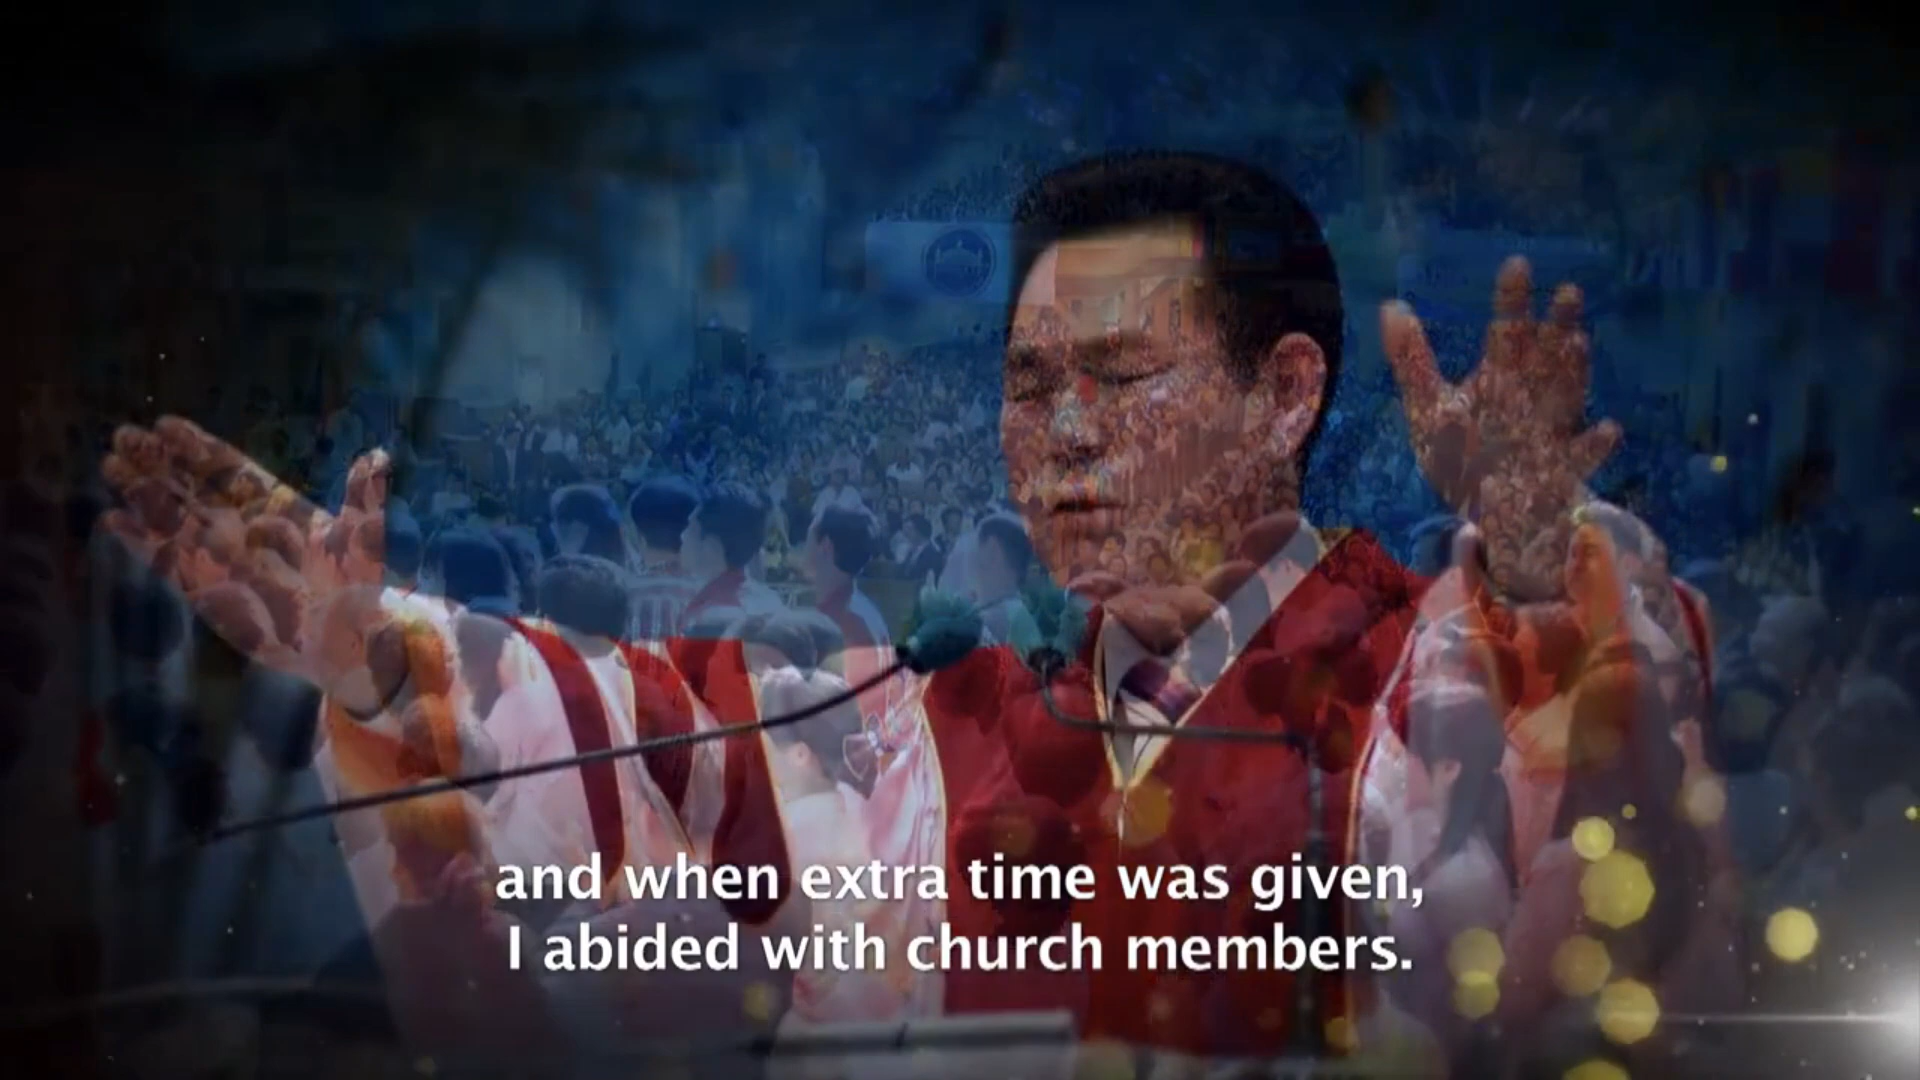 and when extra time was given,
I abided with church members.